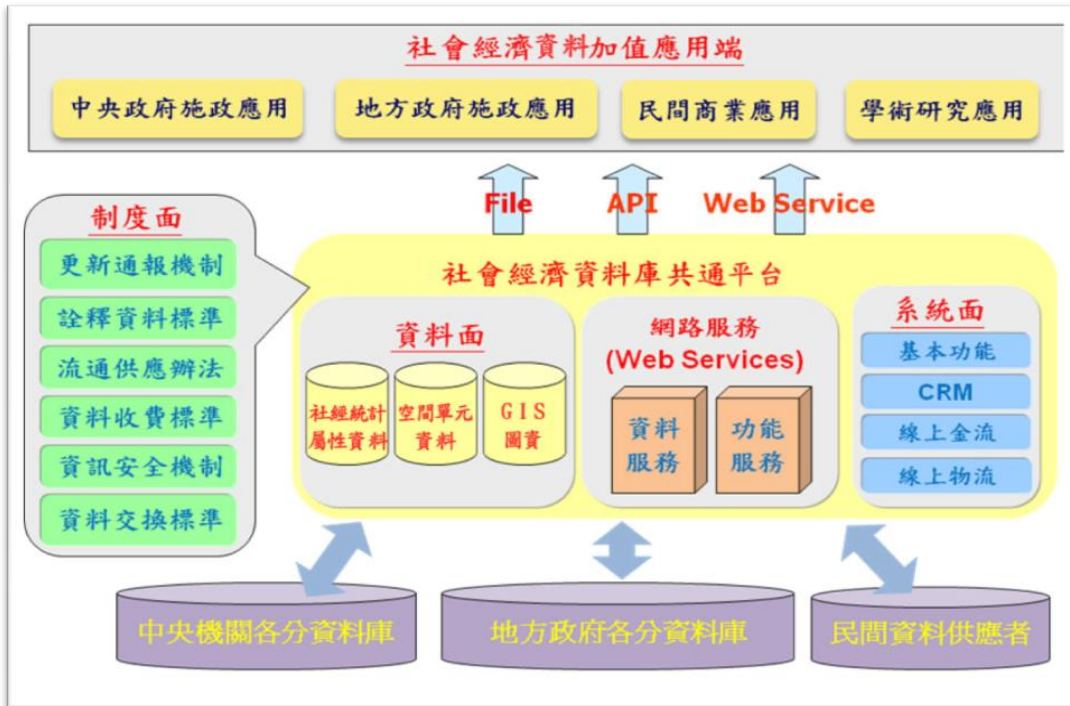 社會經濟資料加值應用端
中央政府施政應用
地方政府施政應用
民間商業應用
學術研究應用
File
API
Web Service
制度面
更新通報機制
詮釋資料標準
流通供應辦法
資料收費標準
資訊安全機制
資料交換標準
社會經濟資料庫共通平台
資料面
社經統計
屬性資料
空間單元
資料
GIS
圖資
網路服務
(Web Services)
資料
服務
功能
服務
系統面
基本功能
CRM
線上金流
線上物流
中央機關各分資料庫
地方政府各分資料庫
民間資料供應者